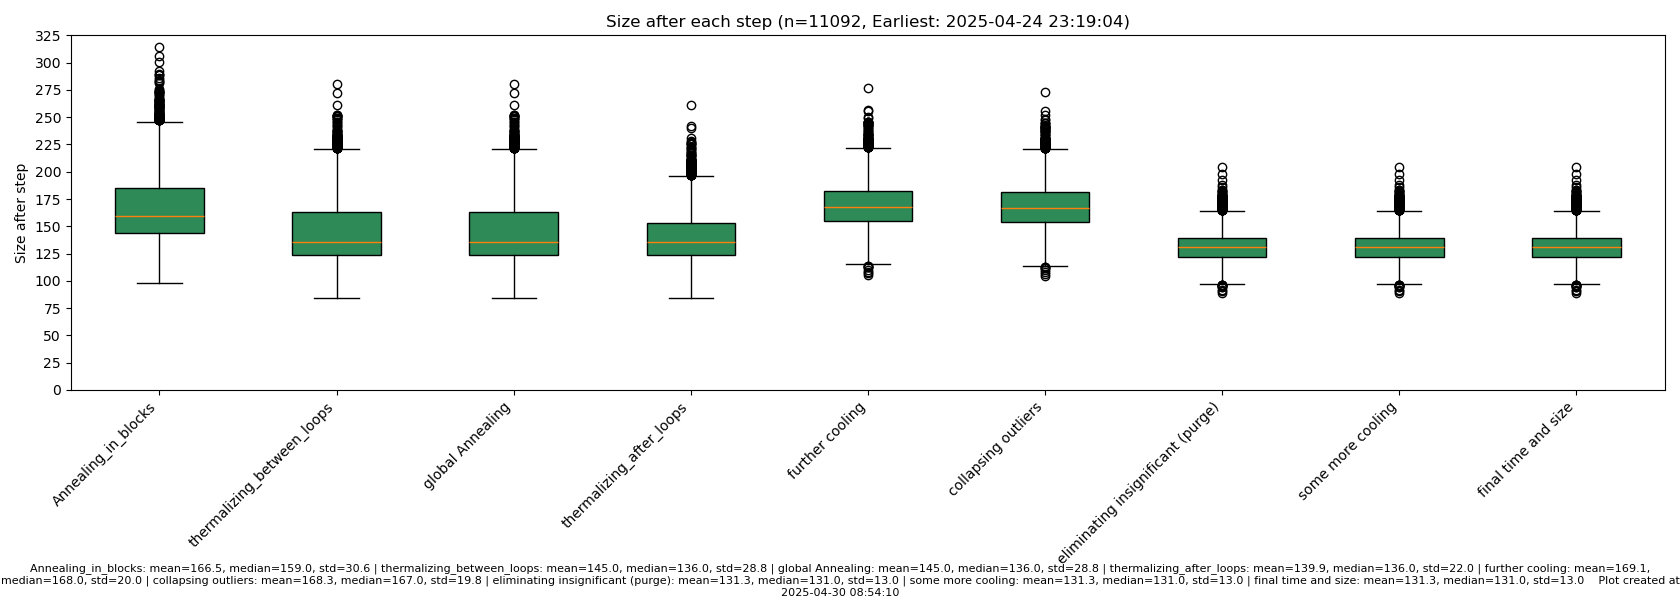 Size after each step (n=11092, Earliest: 2025-04-24 23:19:04)
Size after step
325
300
275
250
225
200
175
150
125
100
75
50
25
0
Annealing_in_blocks
thermalizing_between_loops
global Annealing
thermalizing_after_loops
further cooling
collapsing outliers
eliminating insignificant (purge)
some more cooling
final time and size
Annealing_in_blocks: mean=166.5, median=159.0, std=30.6 | thermalizing_between_loops: mean=145.0, median=136.0, std=28.8 | global Annealing: mean=145.0, median=136.0, std=28.8 | thermalizing_after_loops: mean=139.9, median=136.0, std=22.0 | further cooling: mean=169.1,
median=168.0, std=20.0 | collapsing outliers: mean=168.3, median=167.0, std=19.8 | eliminating insignificant (purge): mean=131.3, median=131.0, std=13.0 | some more cooling: mean=131.3, median=131.0, std=13.0 | final time and size: mean=131.3, median=131.0, std=13.0 Plot created at
2025-04-30 08:54:10